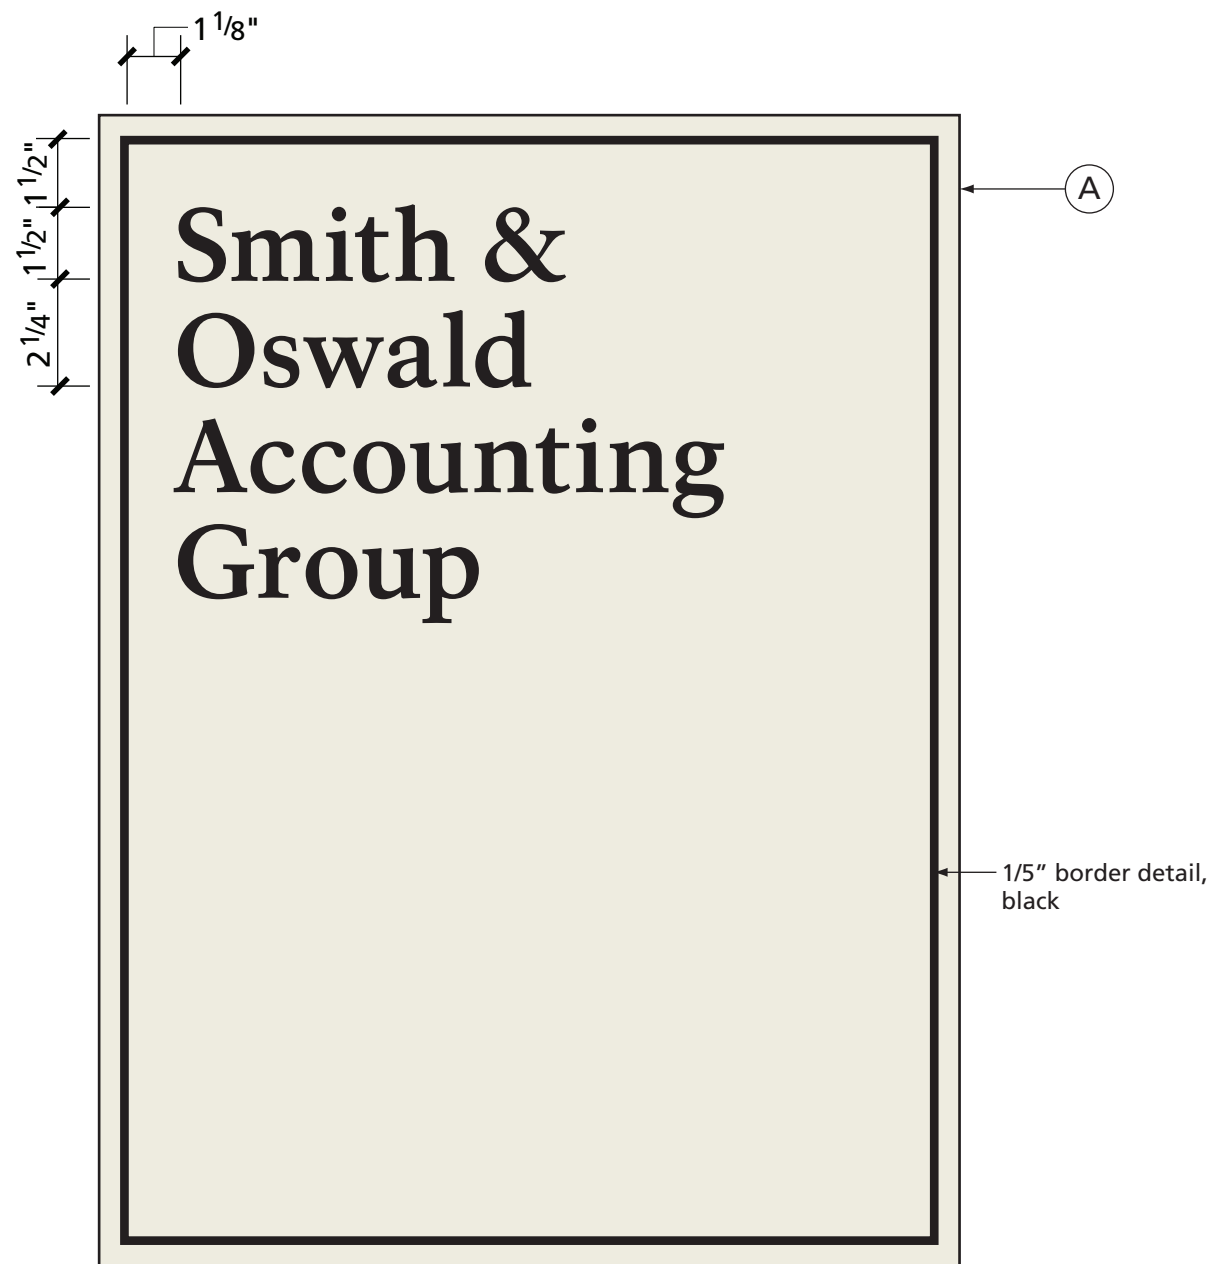 1 1/8"
1 1/2"
1 1/2"
2 1/4"
A
Smith &
Oswald
Accounting
Group
1/5” border detail,
black